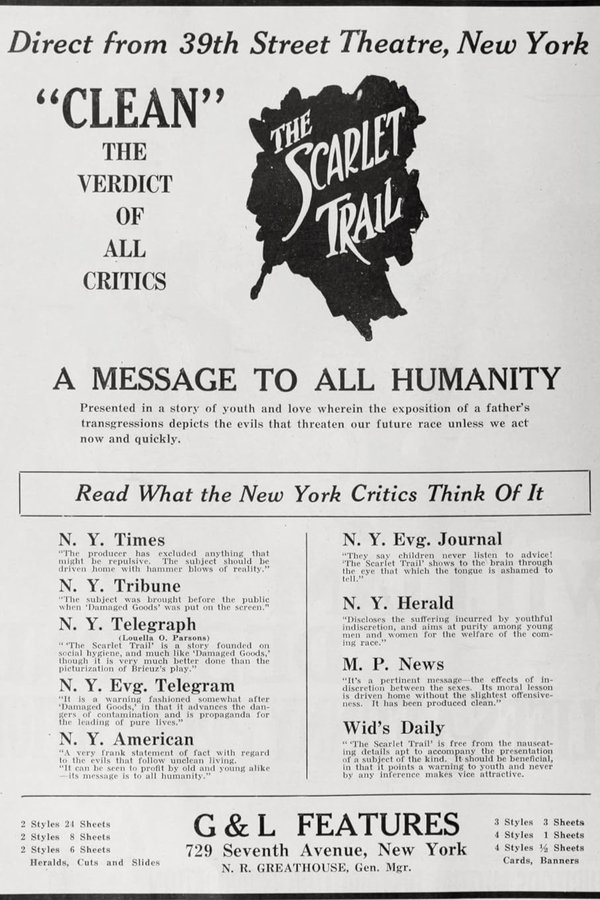 Direct from 39th Street Theatre, New York
"CLEAN"
THE
VERDICT
OF
ALL
CRITICS
THE
SCARLET
TRAIL
A MESSAGE TO ALL HUMANITY
Presented in a story of youth and love wherein the exposition of a father's
transgressions depicts the evils that threaten our future race unless we act
now and quickly.
Read What the New York Critics Think Of It
N. Y. Times
"The producer has excluded anything that
might be repulsive. The subject should be
driven home with hammer blows of reality."
N. Y. Tribune
"The subject was brought before the public
when 'Damaged Goods' was put on the screen."
N. Y. Telegraph
(Louella O. Parsons)
"'The Scarlet Trail' is a story founded on
social hygiene, and much like 'Damaged Goods,'
though it is very much better done than the
picturization of Brieuz's play."
N. Y. Evg. Telegram
"It is a warning fashioned somewhat after
'Damaged Goods,' in that it advances the dan-
gers of contamination and is propaganda for
the leading of pure lives."
N. Y. American
"A very frank statement of fact with regard
to the evils that follow unclean living.
"It can be seen to profit by old and young alike
—its message is to all humanity."
N. Y. Evg. Journal
"They say children never listen to advice!
'The Scarlet Trail' shows to the brain through
the eye that which the tongue is ashamed to
tell."
N. Y. Herald
"Discloses the suffering incurred by youthful
indiscretion, and aims at purity among young
men and women for the welfare of the com-
ing race."
M. P. News
"It's a pertinent message—the effects of in-
discretion between the sexes. Its moral lesson
is driven home without the slightest offensive-
ness. It has been produced clean."
Wid's Daily
"'The Scarlet Trail' is free from the nauseat-
ing details apt to accompany the presentation
of a subject of the kind. It should be beneficial,
in that it points a warning to youth and never
by any inference makes vice attractive.
2 Styles 24 Sheets
2 Styles 8 Sheets
2 Styles 6 Sheets
Heralds, Cuts and Slides
G & L FEATURES
729 Seventh Avenue, New York
N. R. GREATHOUSE, Gen. Mgr.
3 Styles 3 Sheets
4 Styles 1 Sheets
4 Styles ½ Sheets
Cards, Banners